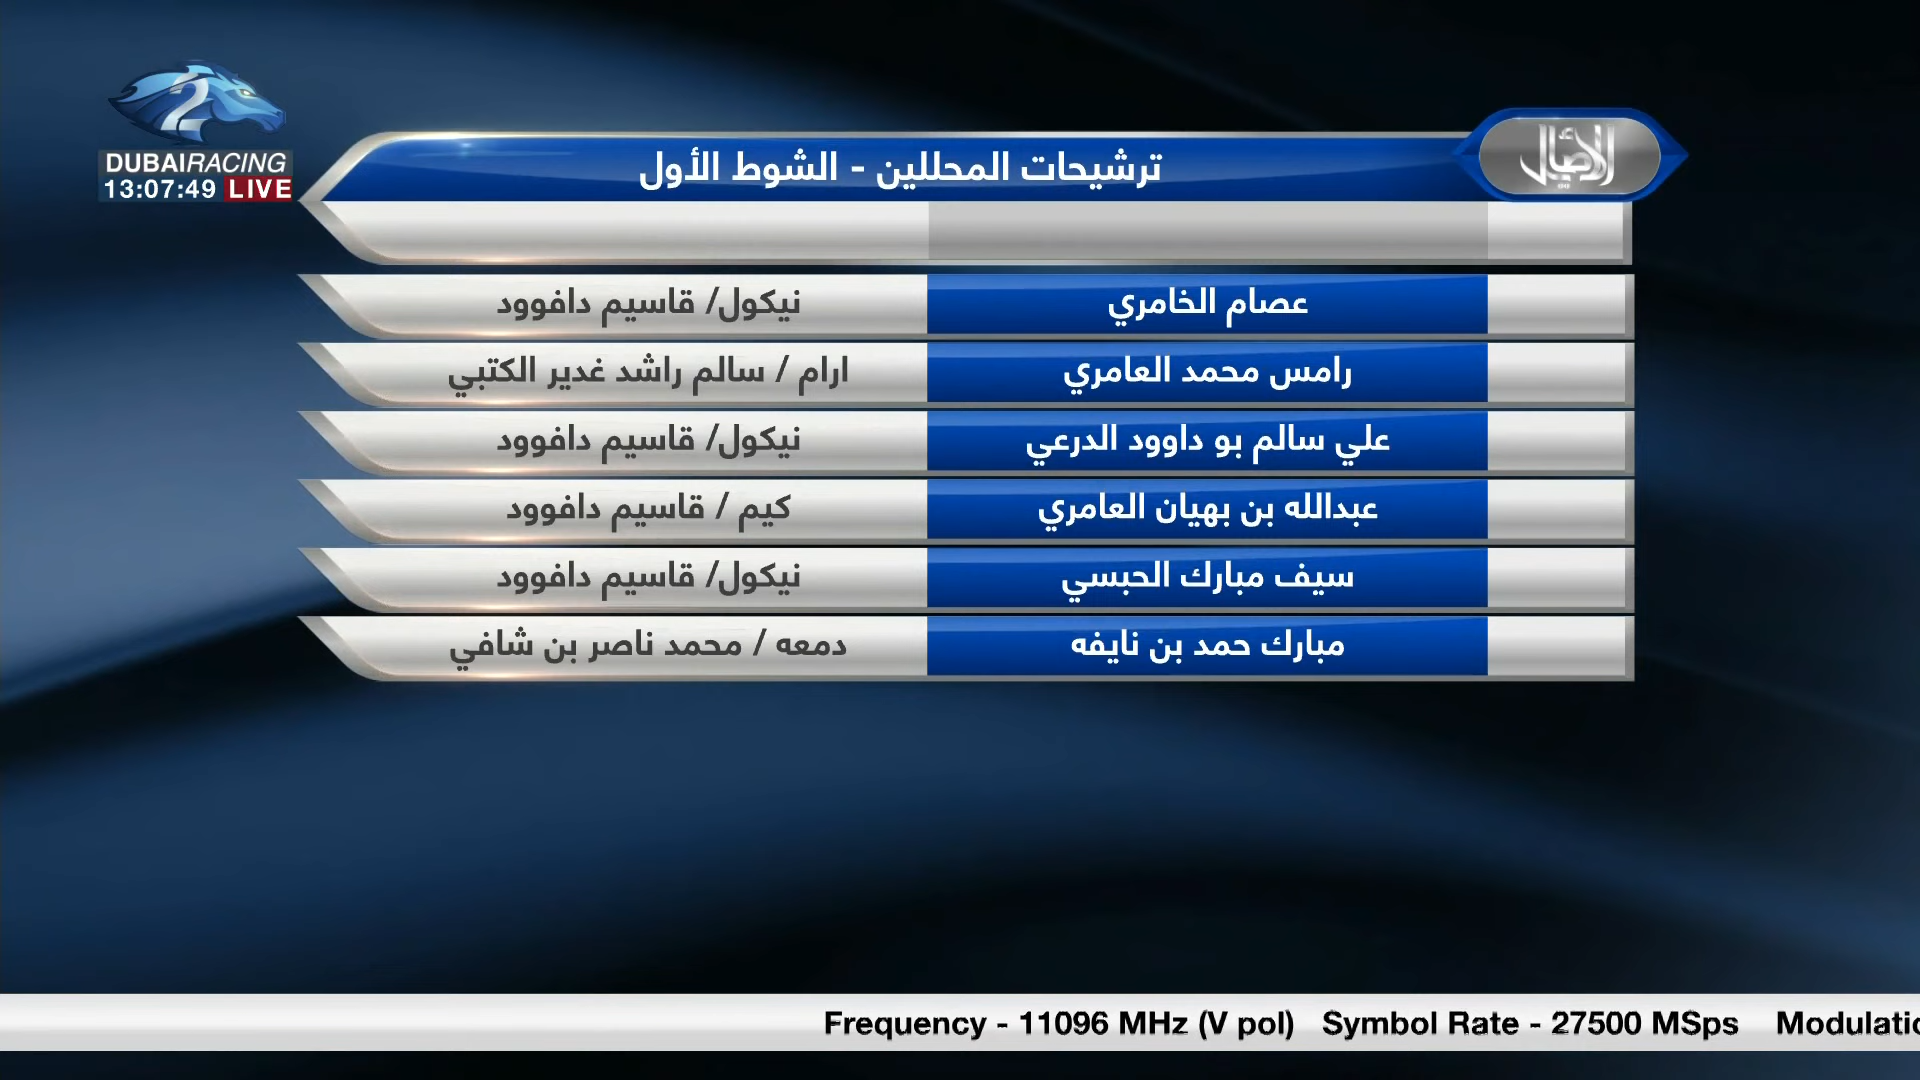 DUBAIRACING
13:07:49 LIVE
ترشيحات المحللين - الشوط الأول
عصام الخامري نيكول/ قاسيم دافوود
رامس محمد العامري ارام / سالم راشد غدير الكتبي
علي سالم بو داوود الدرعي نيكول/ قاسيم دافوود
عبدالله بن بهيان العامري كيم / قاسيم دافوود
سيف مبارك الحبسي نيكول/ قاسيم دافوود
مبارك حمد بن نايفه دمعه / محمد ناصر بن شافي
Frequency - 11096 MHz (V pol) Symbol Rate - 27500 MSps Modulatio